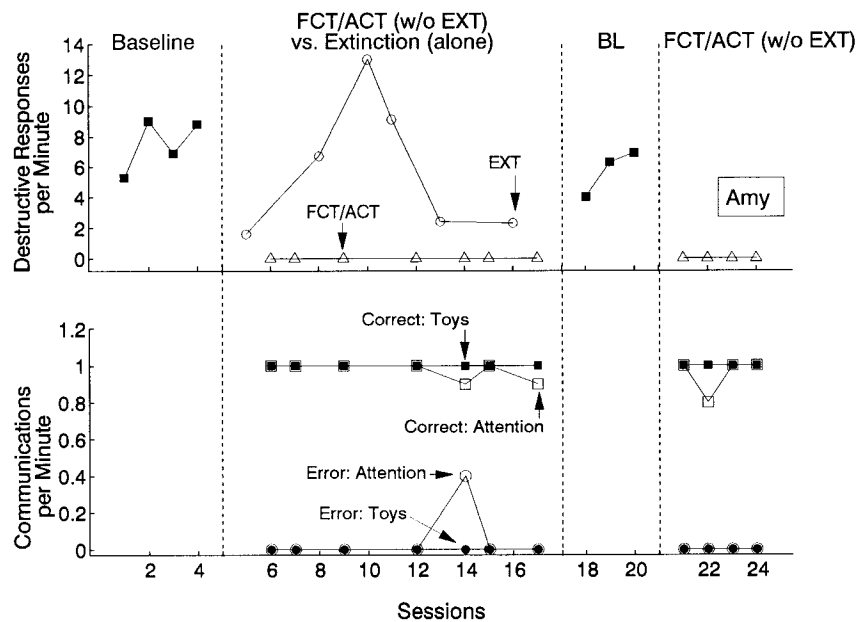 FCT/ACT (w/o EXT)
Baseline
vs. Extinction (alone)
BL
FCT/ACT (w/o EXT)
Destructive Responses
per Minute
14
12
10
8
6
4
2
0
EXT
FCT/ACT
Amy
Communications
per Minute
1.2
1
0.8
0.6
0.4
0.2
0
Correct: Toys
Correct: Attention
Error: Attention
Error: Toys
2 4 6 8 10 12 14 16 18 20 22 24
Sessions